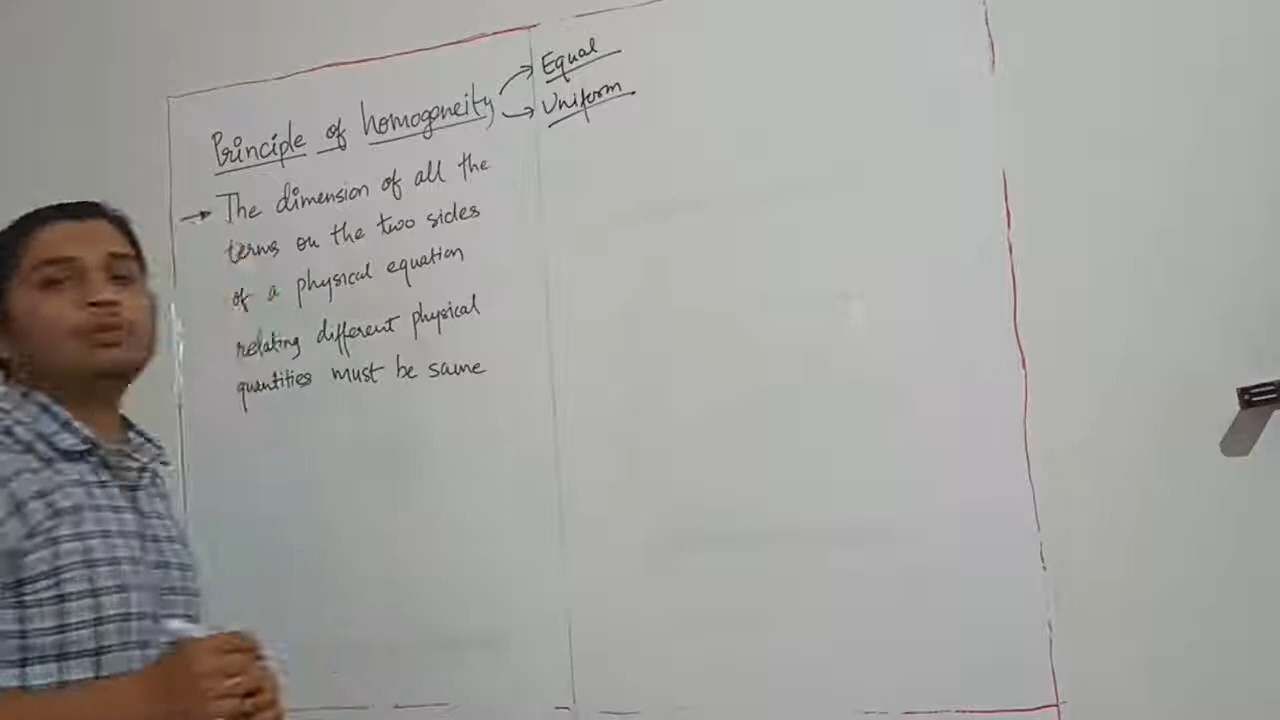 Principle of homogoneity
Equal
Uniform
The dimension of all the
terms on the two sides
of a physical equation
relating different physical
quantities must be same